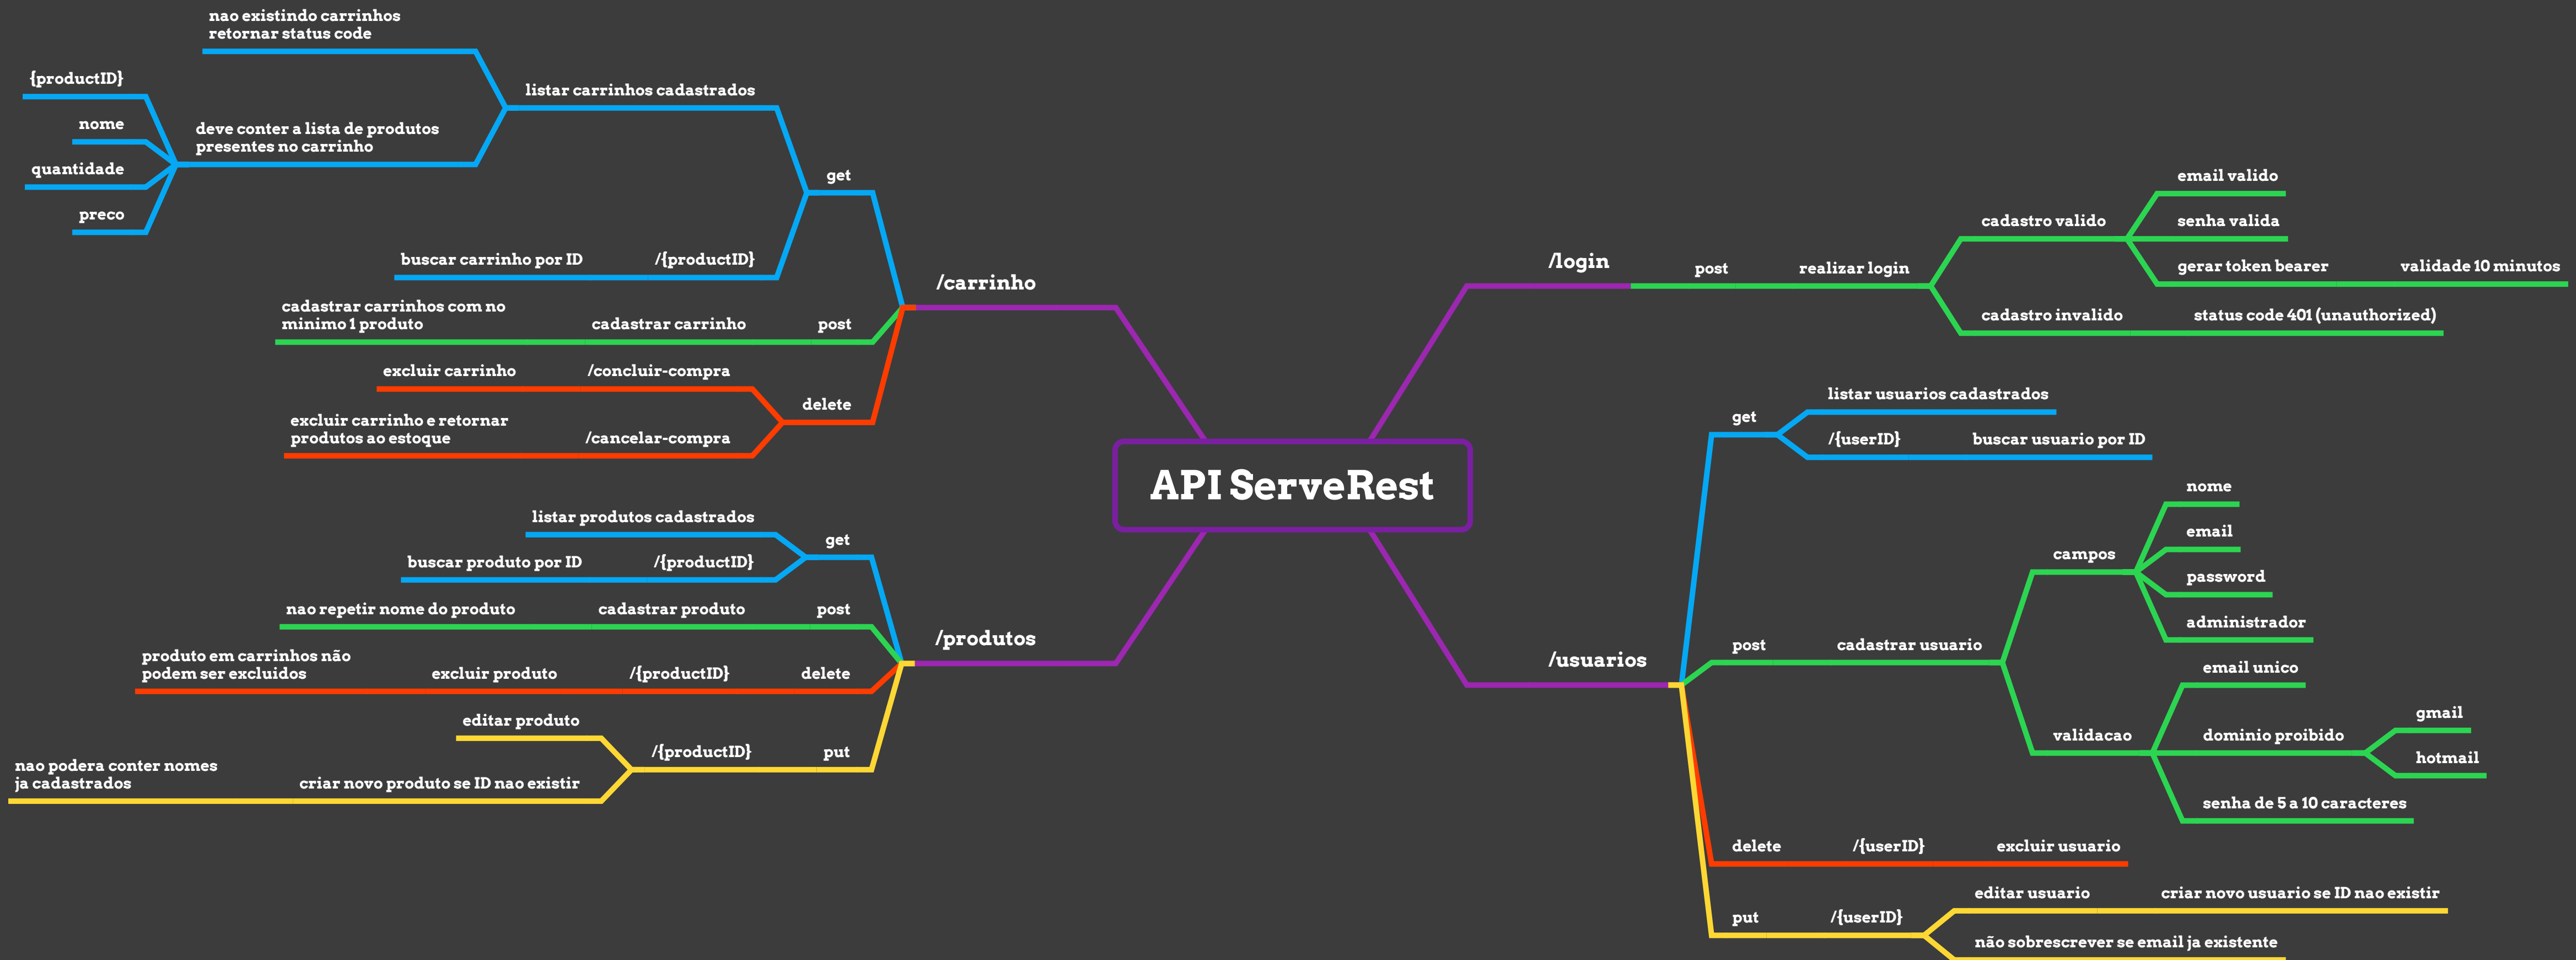 API ServeRest
/carrinho
get
listar carrinhos cadastrados
nao existindo carrinhos
retornar status code
deve conter a lista de produtos
presentes no carrinho
{productID}
nome
quantidade
preco
/{productID}
buscar carrinho por ID
post
cadastrar carrinho
cadastrar carrinhos com no
minimo 1 produto
delete
/concluir-compra
excluir carrinho
/cancelar-compra
excluir carrinho e retornar
produtos ao estoque
/produtos
get
listar produtos cadastrados
/{productID}
buscar produto por ID
post
cadastrar produto
nao repetir nome do produto
delete
/{productID}
excluir produto
produto em carrinhos não
podem ser excluidos
put
/{productID}
editar produto
criar novo produto se ID nao existir
nao podera conter nomes
ja cadastrados
/login
post
realizar login
cadastro valido
email valido
senha valida
gerar token bearer
validade 10 minutos
cadastro invalido
status code 401 (unauthorized)
/usuarios
get
listar usuarios cadastrados
/{userID}
buscar usuario por ID
post
cadastrar usuario
campos
nome
email
password
administrador
validacao
email unico
dominio proibido
gmail
hotmail
senha de 5 a 10 caracteres
delete
/{userID}
excluir usuario
put
/{userID}
editar usuario
criar novo usuario se ID nao existir
não sobrescrever se email ja existente